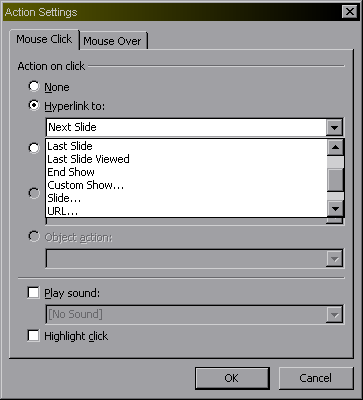 Action Settings
Mouse Click
Mouse Over
Action on click
None
Hyperlink to:
Next Slide
Last Slide
Last Slide Viewed
End Show
Custom Show...
Slide...
URL...
Object action:
Play sound:
[No Sound]
Highlight click
OK
Cancel